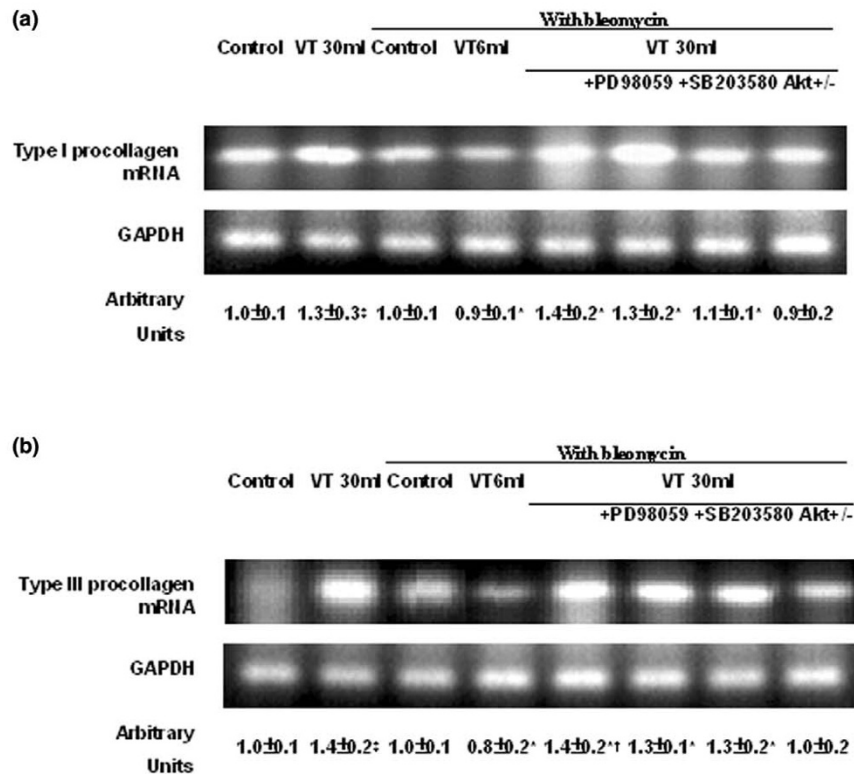 (a)
With bleomycin
Control VT 30ml Control VT6ml VT 30ml
+PD98059 +SB203580 Akt+/-
Type I procollagen
mRNA
GAPDH
Arbitrary
Units
1.0±0.1 1.3±0.3‡ 1.0±0.1 0.9±0.1* 1.4±0.2* 1.3±0.2* 1.1±0.1* 0.9±0.2
(b)
With bleomycin
Control VT 30ml Control VT6ml VT 30ml
+PD98059 +SB203580 Akt+/-
Type III procollagen
mRNA
GAPDH
Arbitrary
Units
1.0±0.1 1.4±0.2‡ 1.0±0.1 0.8±0.2* 1.4±0.2*† 1.3±0.1* 1.3±0.2* 1.0±0.2